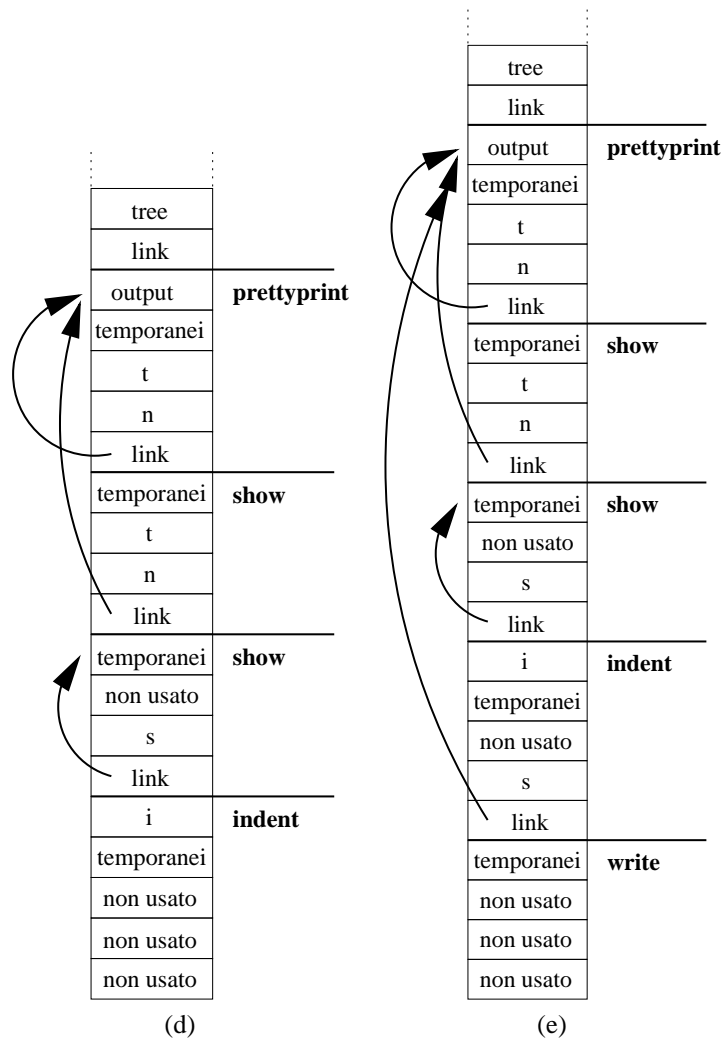 tree
link
output prettyprint
temporanei
t
n
link
temporanei show
t
n
link
temporanei show
non usato
s
link
i indent
temporanei
non usato
non usato
non usato
(d)
tree
link
output prettyprint
temporanei
t
n
link
temporanei show
t
n
link
temporanei show
non usato
s
link
i indent
temporanei
non usato
s
link
temporanei write
non usato
non usato
non usato
(e)